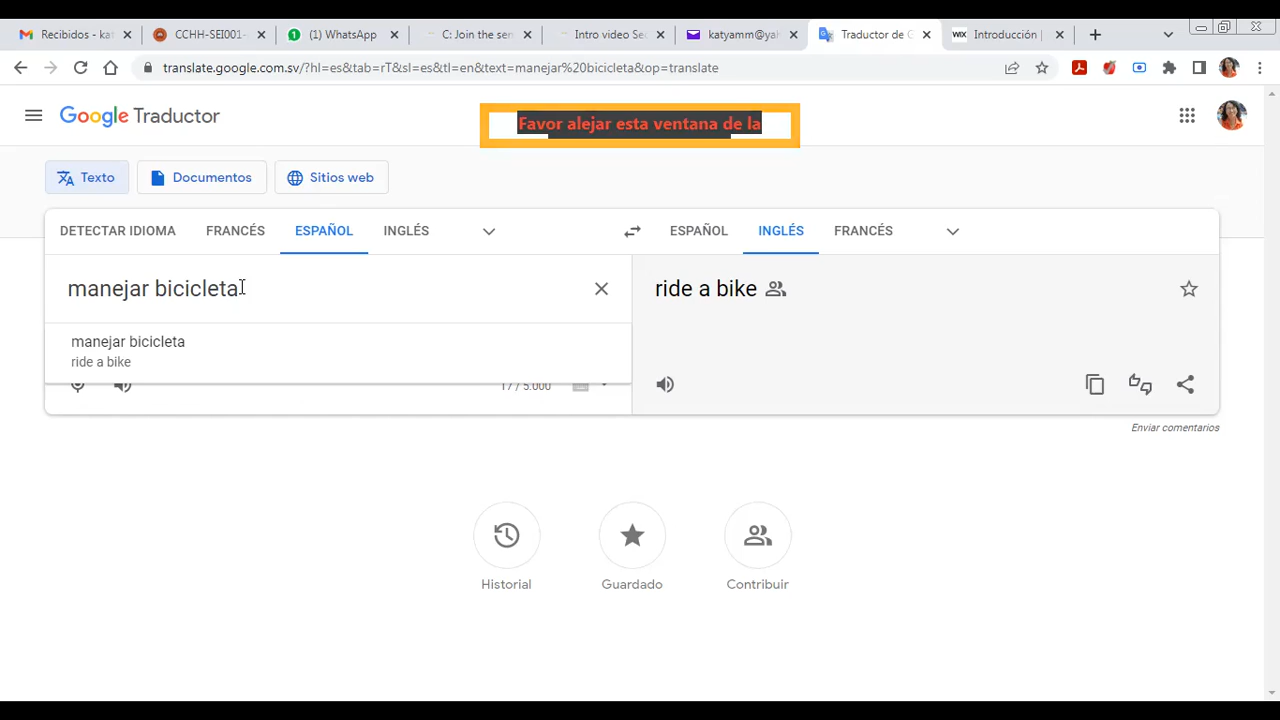 Recibidos - ka
CCHH-SEI001-
(1) WhatsApp
C: Join the ser
Intro video Sec
katyamm@yah
Traductor de G
WIX Introducción |
translate.google.com.sv/?hl=es&tab=rT&sl=es&tl=en&text=manejar%20bicicleta&op=translate
Google Traductor
Favor alejar esta ventana de la
Texto
Documentos
Sitios web
DETECTAR IDIOMA FRANCÉS ESPAÑOL INGLÉS
ESPAÑOL INGLÉS FRANCÉS
manejar bicicleta
ride a bike
manejar bicicleta
ride a bike
17 / 5.000
Enviar comentarios
Historial
Guardado
Contribuir